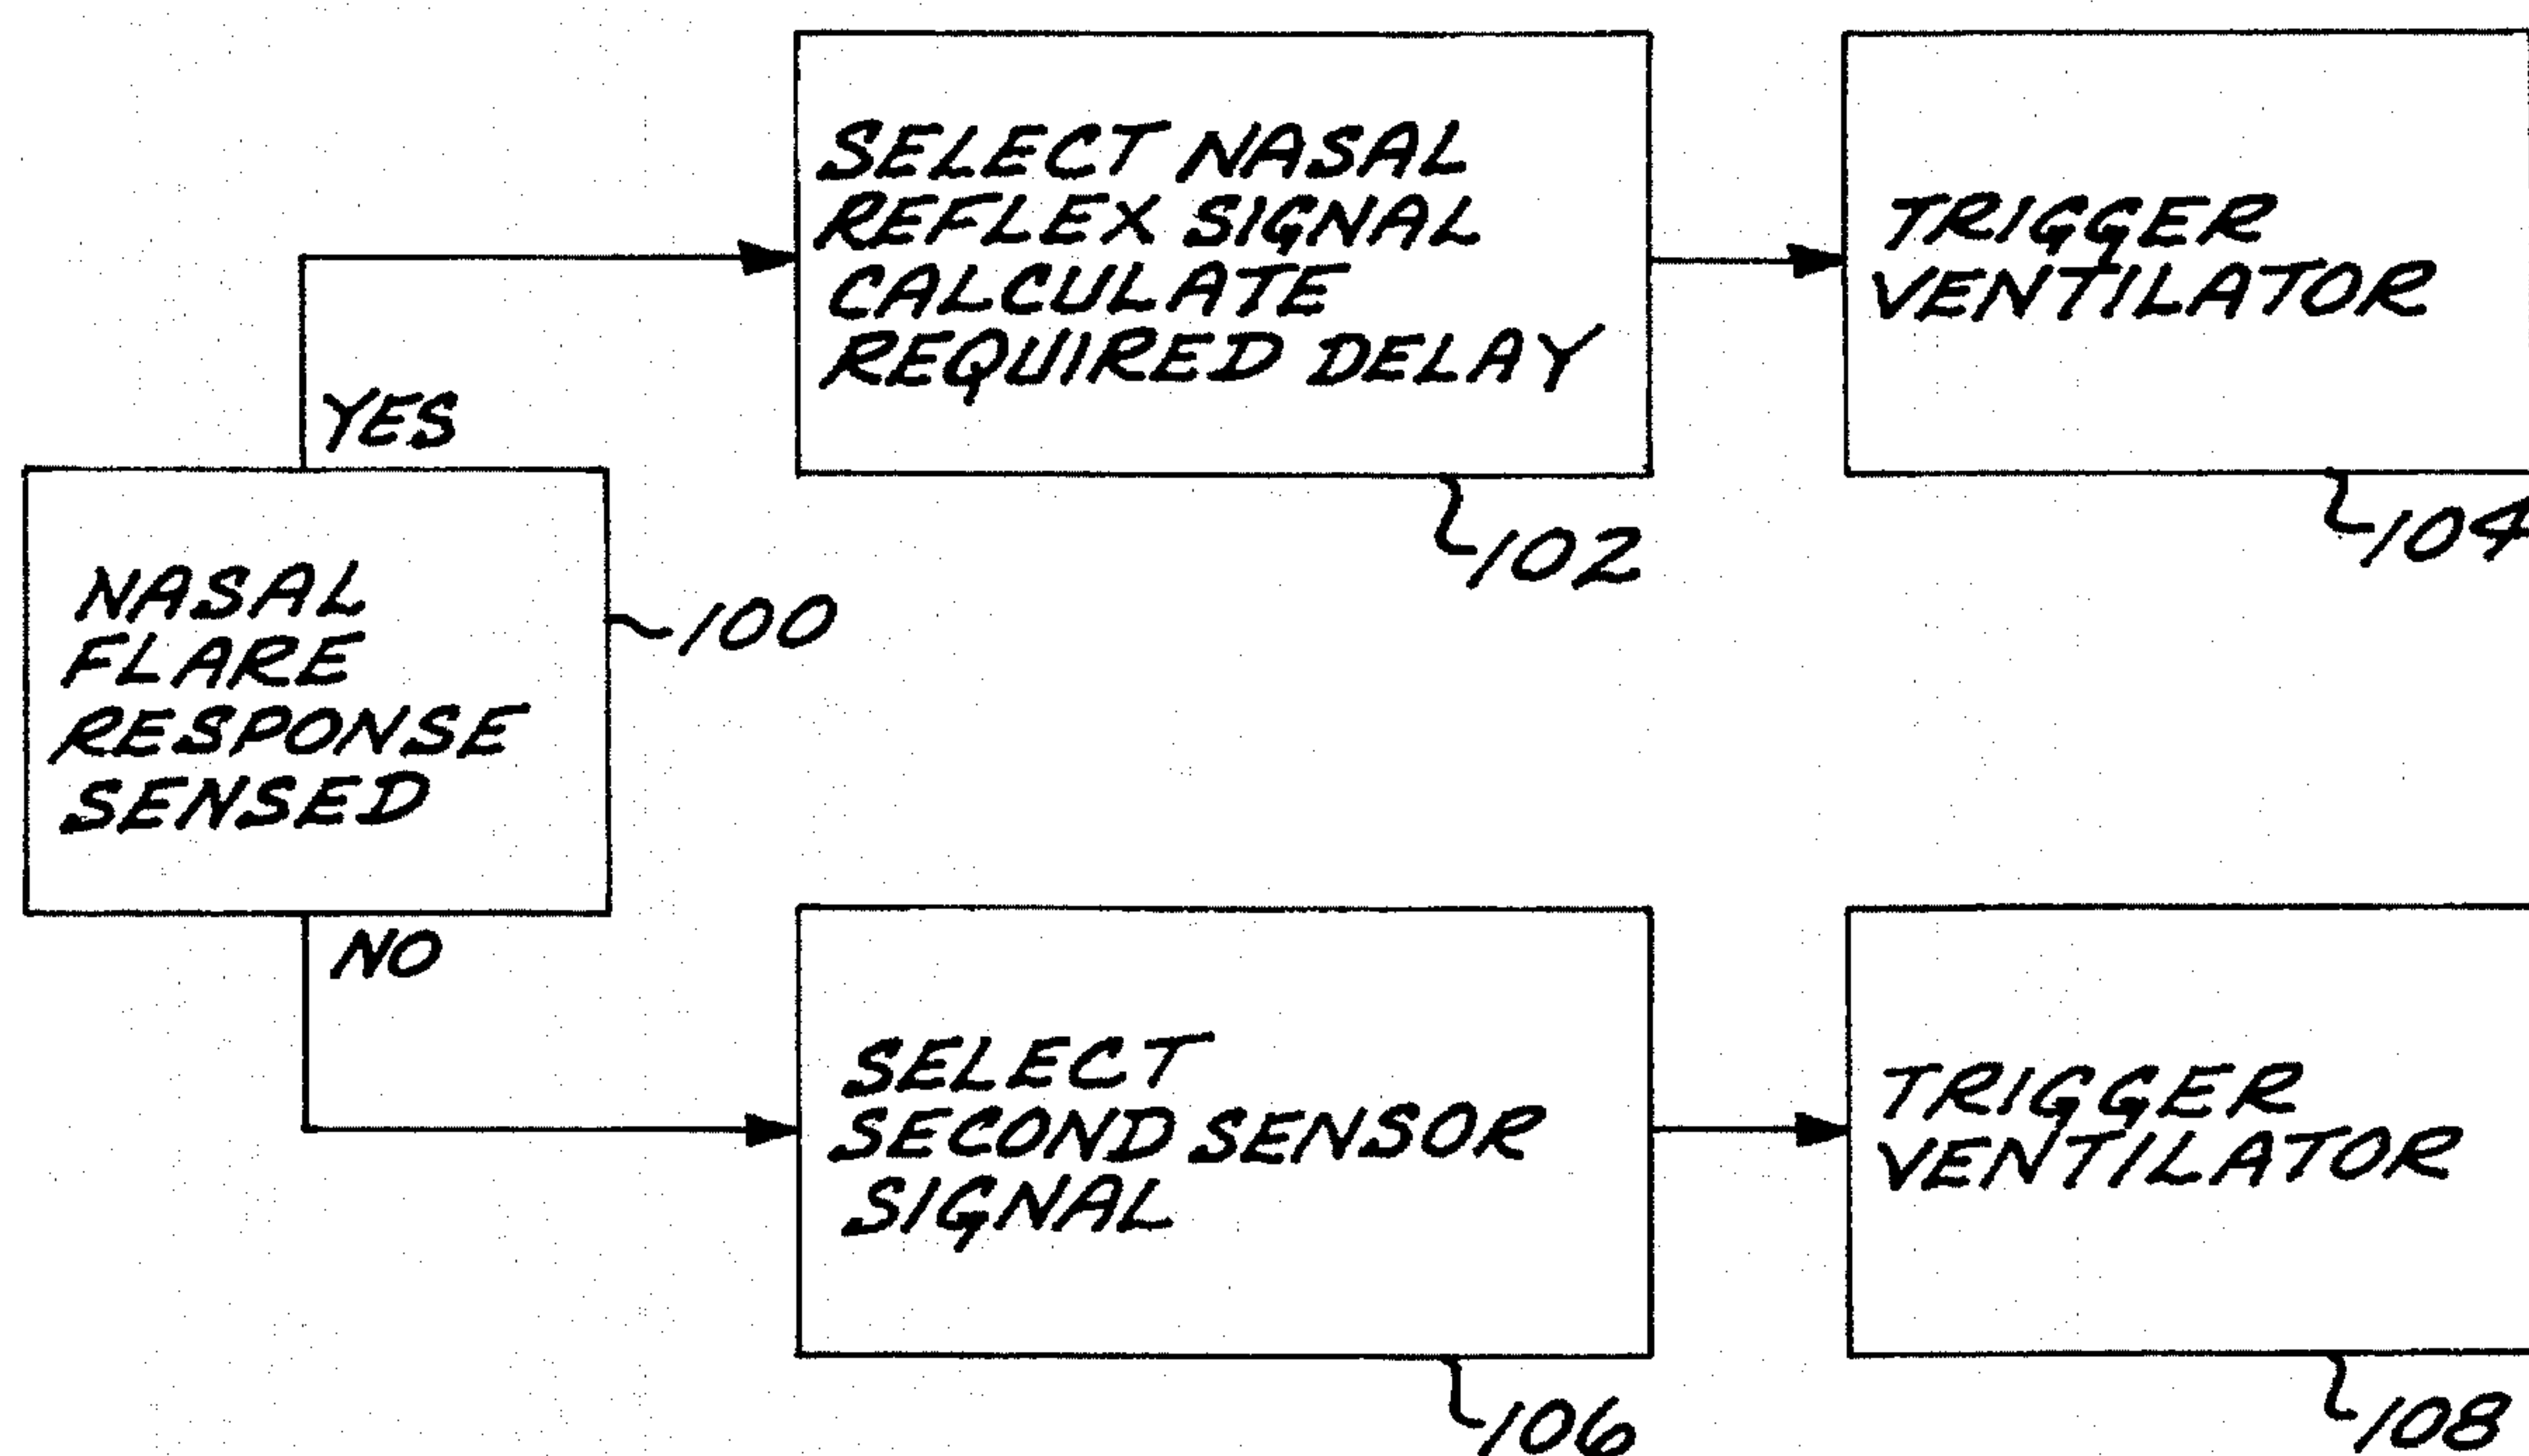 SELECT NASAL
REFLEX SIGNAL
CALCULATE
REQUIRED DELAY
102
TRIGGER
VENTILATOR
104
YES
NASAL
FLARE
RESPONSE
SENSED
100
NO
SELECT
SECOND SENSOR
SIGNAL
106
TRIGGER
VENTILATOR
108